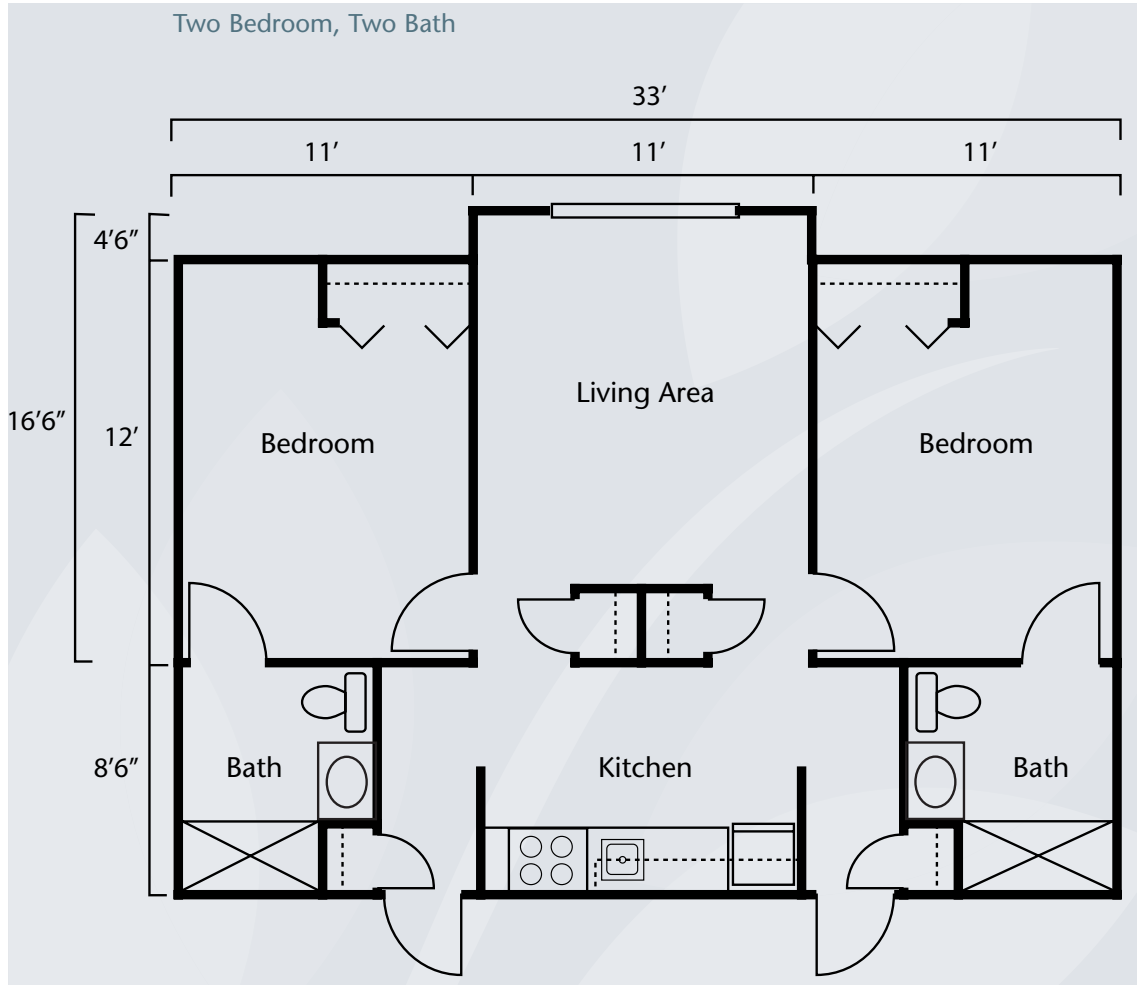 Two Bedroom, Two Bath
33’
11’ 11’ 11’
4’6”
Living Area
16’6” 12’ Bedroom Bedroom
8’6” Bath Kitchen Bath